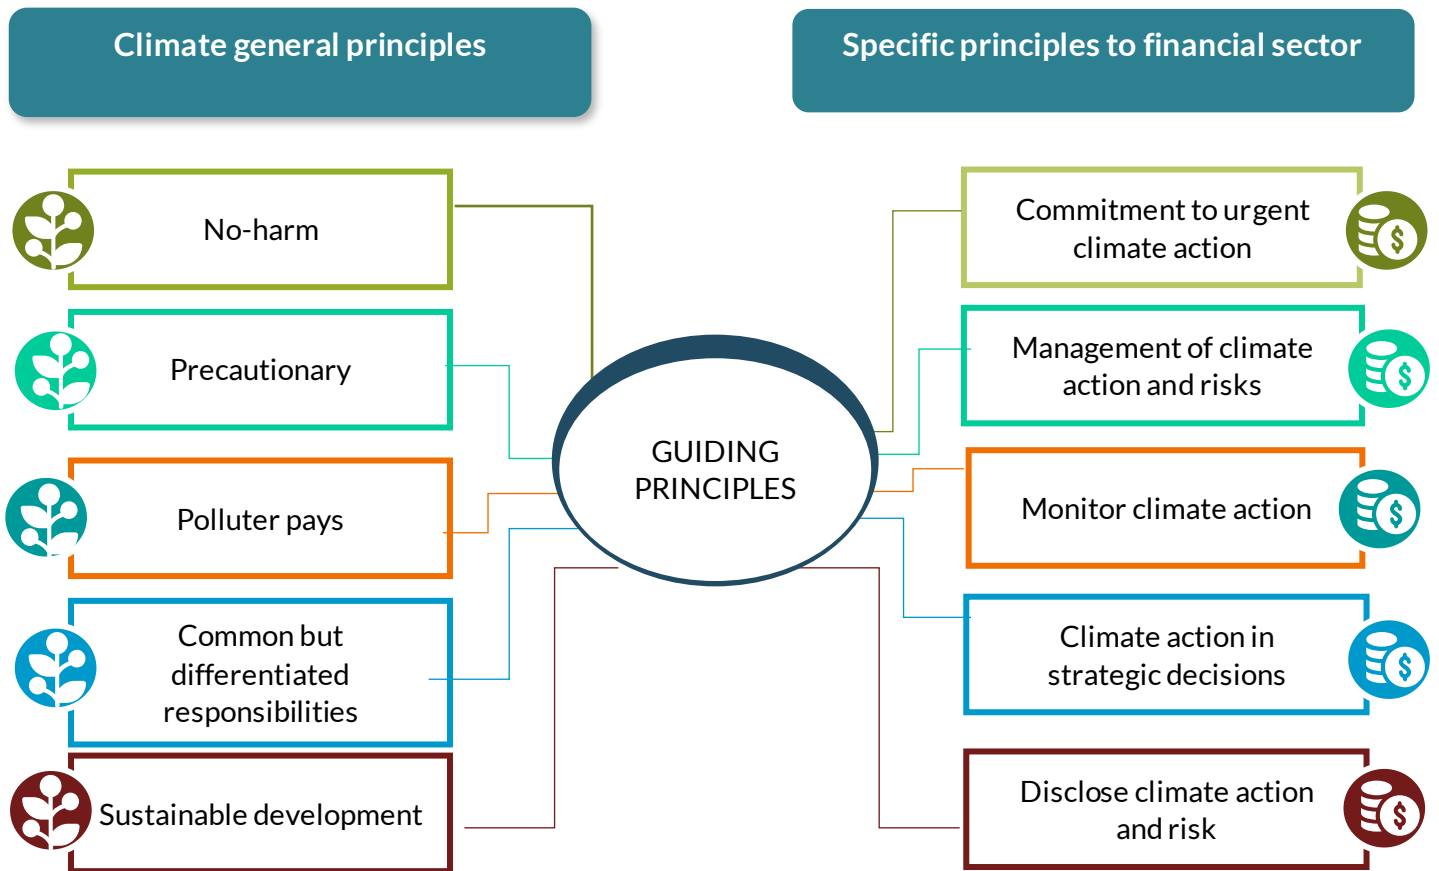 Climate general principles
Specific principles to financial sector
No-harm
Precautionary
Polluter pays
Common but
differentiated
responsibilities
Sustainable development
GUIDING
PRINCIPLES
Commitment to urgent
climate action
$
Management of climate
action and risks
$
Monitor climate action
$
Climate action in
strategic decisions
$
Disclose climate action
and risk
$